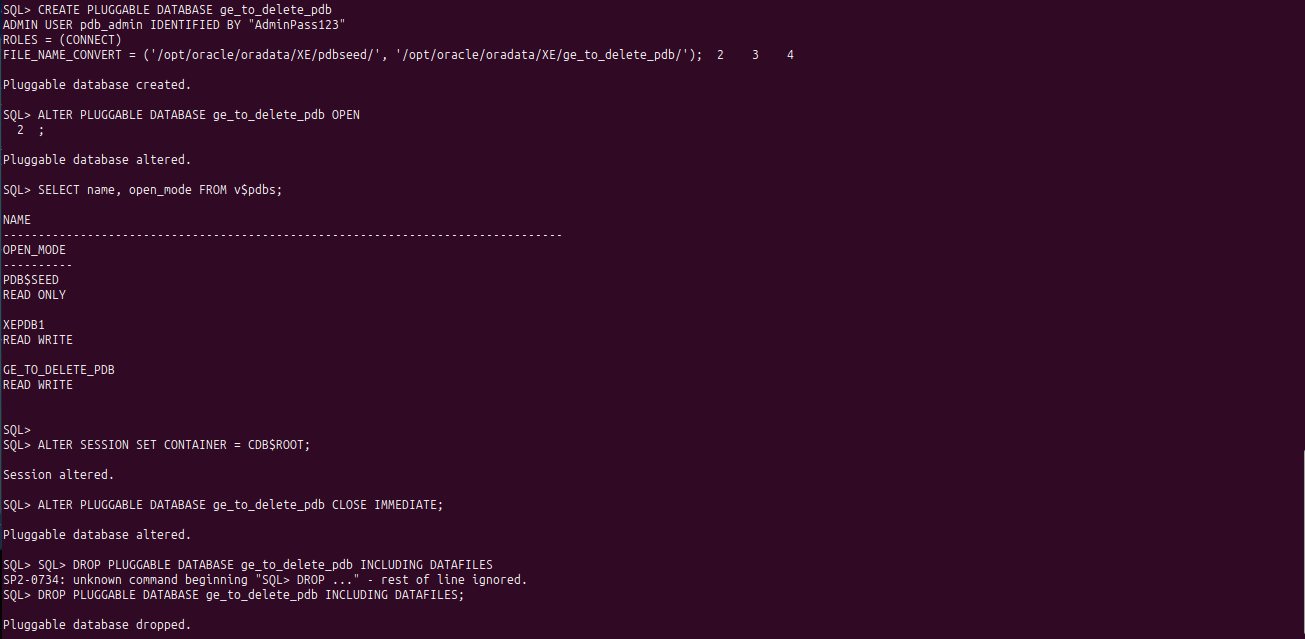 SQL> CREATE PLUGGABLE DATABASE ge_to_delete_pdb
ADMIN USER pdb_admin IDENTIFIED BY "AdminPass123"
ROLES = (CONNECT)
FILE_NAME_CONVERT = ('/opt/oracle/oradata/XE/pdbseed/', '/opt/oracle/oradata/XE/ge_to_delete_pdb/');  2    3    4
Pluggable database created.
SQL> ALTER PLUGGABLE DATABASE ge_to_delete_pdb OPEN
  2  ;
Pluggable database altered.
SQL> SELECT name, open_mode FROM v$pdbs;
NAME
--------------------------------------------------------------------------------
OPEN_MODE
----------
PDB$SEED
READ ONLY
XEPDB1
READ WRITE
GE_TO_DELETE_PDB
READ WRITE
SQL>
SQL> ALTER SESSION SET CONTAINER = CDB$ROOT;
Session altered.
SQL> ALTER PLUGGABLE DATABASE ge_to_delete_pdb CLOSE IMMEDIATE;
Pluggable database altered.
SQL> SQL> DROP PLUGGABLE DATABASE ge_to_delete_pdb INCLUDING DATAFILES
SP2-0734: unknown command beginning "SQL> DROP ..." - rest of line ignored.
SQL> DROP PLUGGABLE DATABASE ge_to_delete_pdb INCLUDING DATAFILES;
Pluggable database dropped.